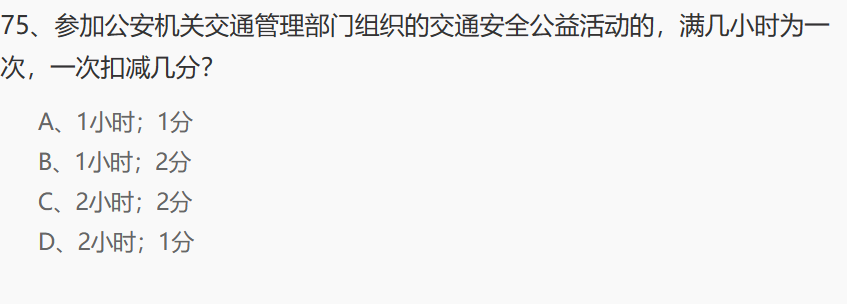 75、参加公安机关交通管理部门组织的交通安全公益活动的，满几小时为一
次，一次扣减几分？
A、1小时；1分
B、1小时；2分
C、2小时；2分
D、2小时；1分